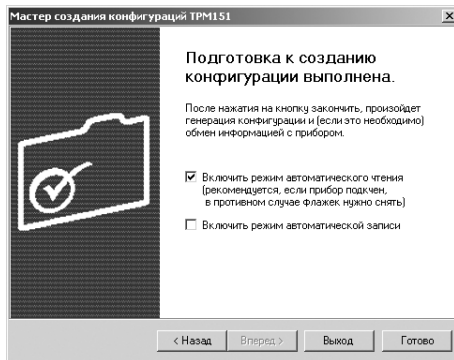 Мастер создания конфигураций ТРМ151
Подготовка к созданию
конфигурации выполнена.
После нажатия на кнопку закончить, произойдет
генерация конфигурации и (если это необходимо)
обмен информацией с прибором.
Включить режим автоматического чтения
(рекомендуется, если прибор подкчен,
в противном случае флажек нужно снять)
Включить режим автоматической записи
< Назад Вперед > Выход Готово